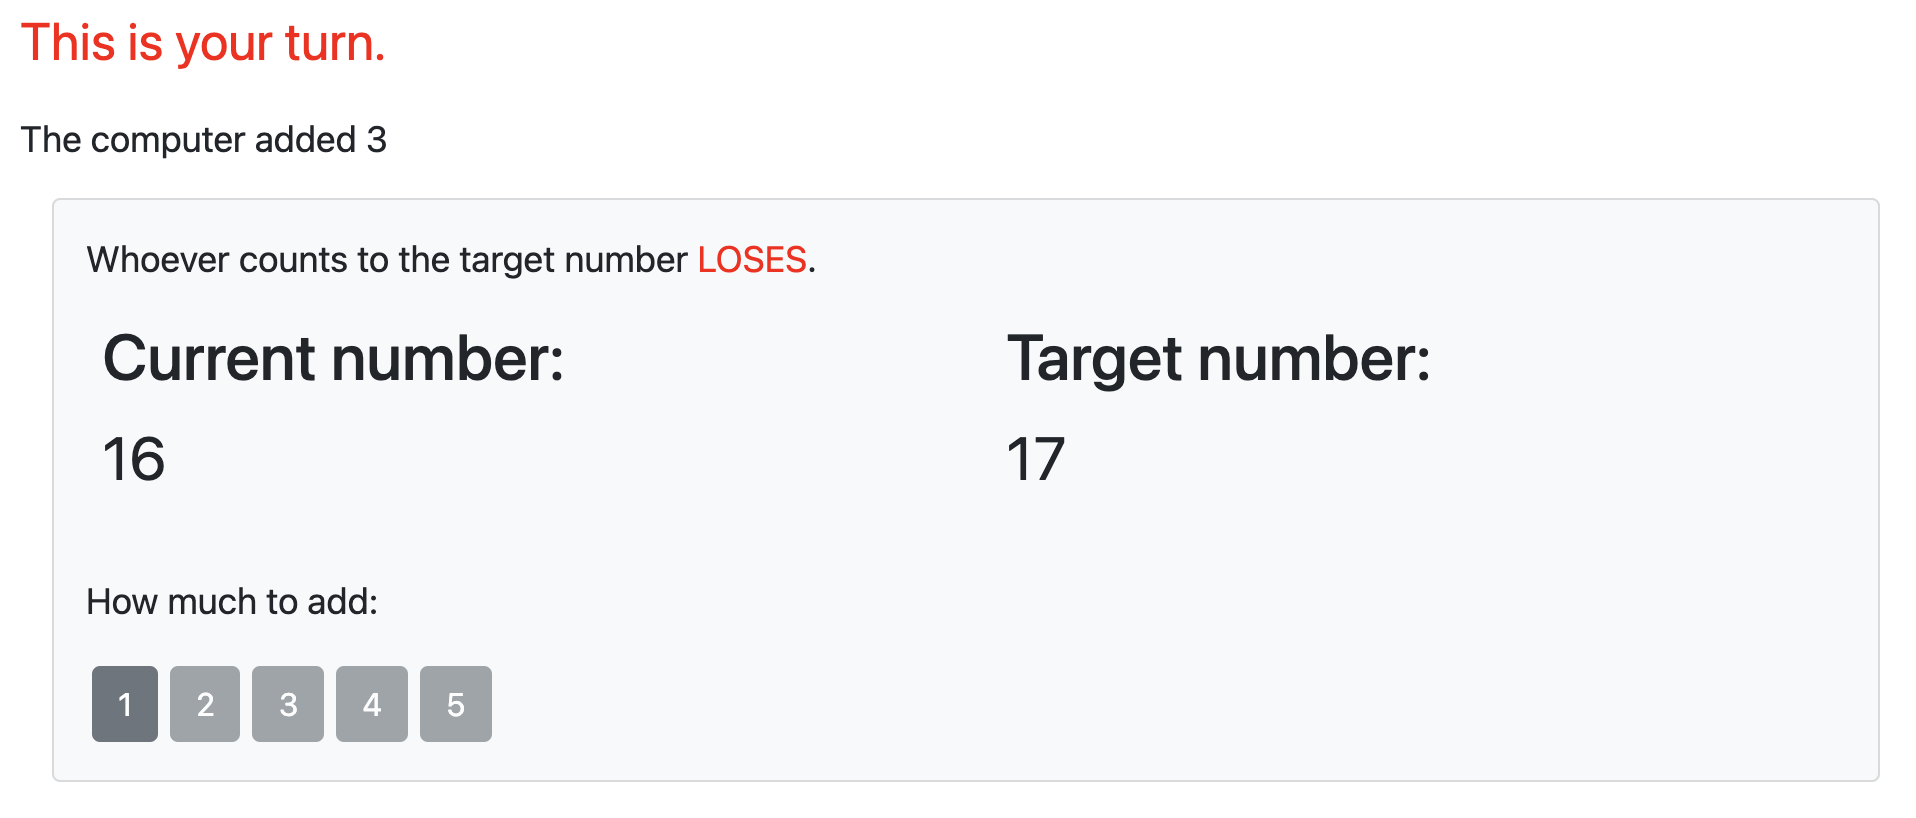 This is your turn.
The computer added 3
Whoever counts to the target number LOSES.
Current number:
Target number:
16
17
How much to add:
1 2 3 4 5